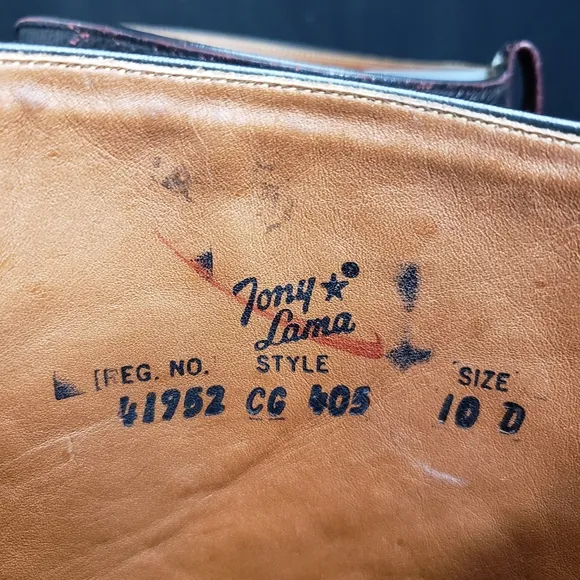 Tony
Lama
REG. NO. STYLE SIZE
41952 CG 405 10 D